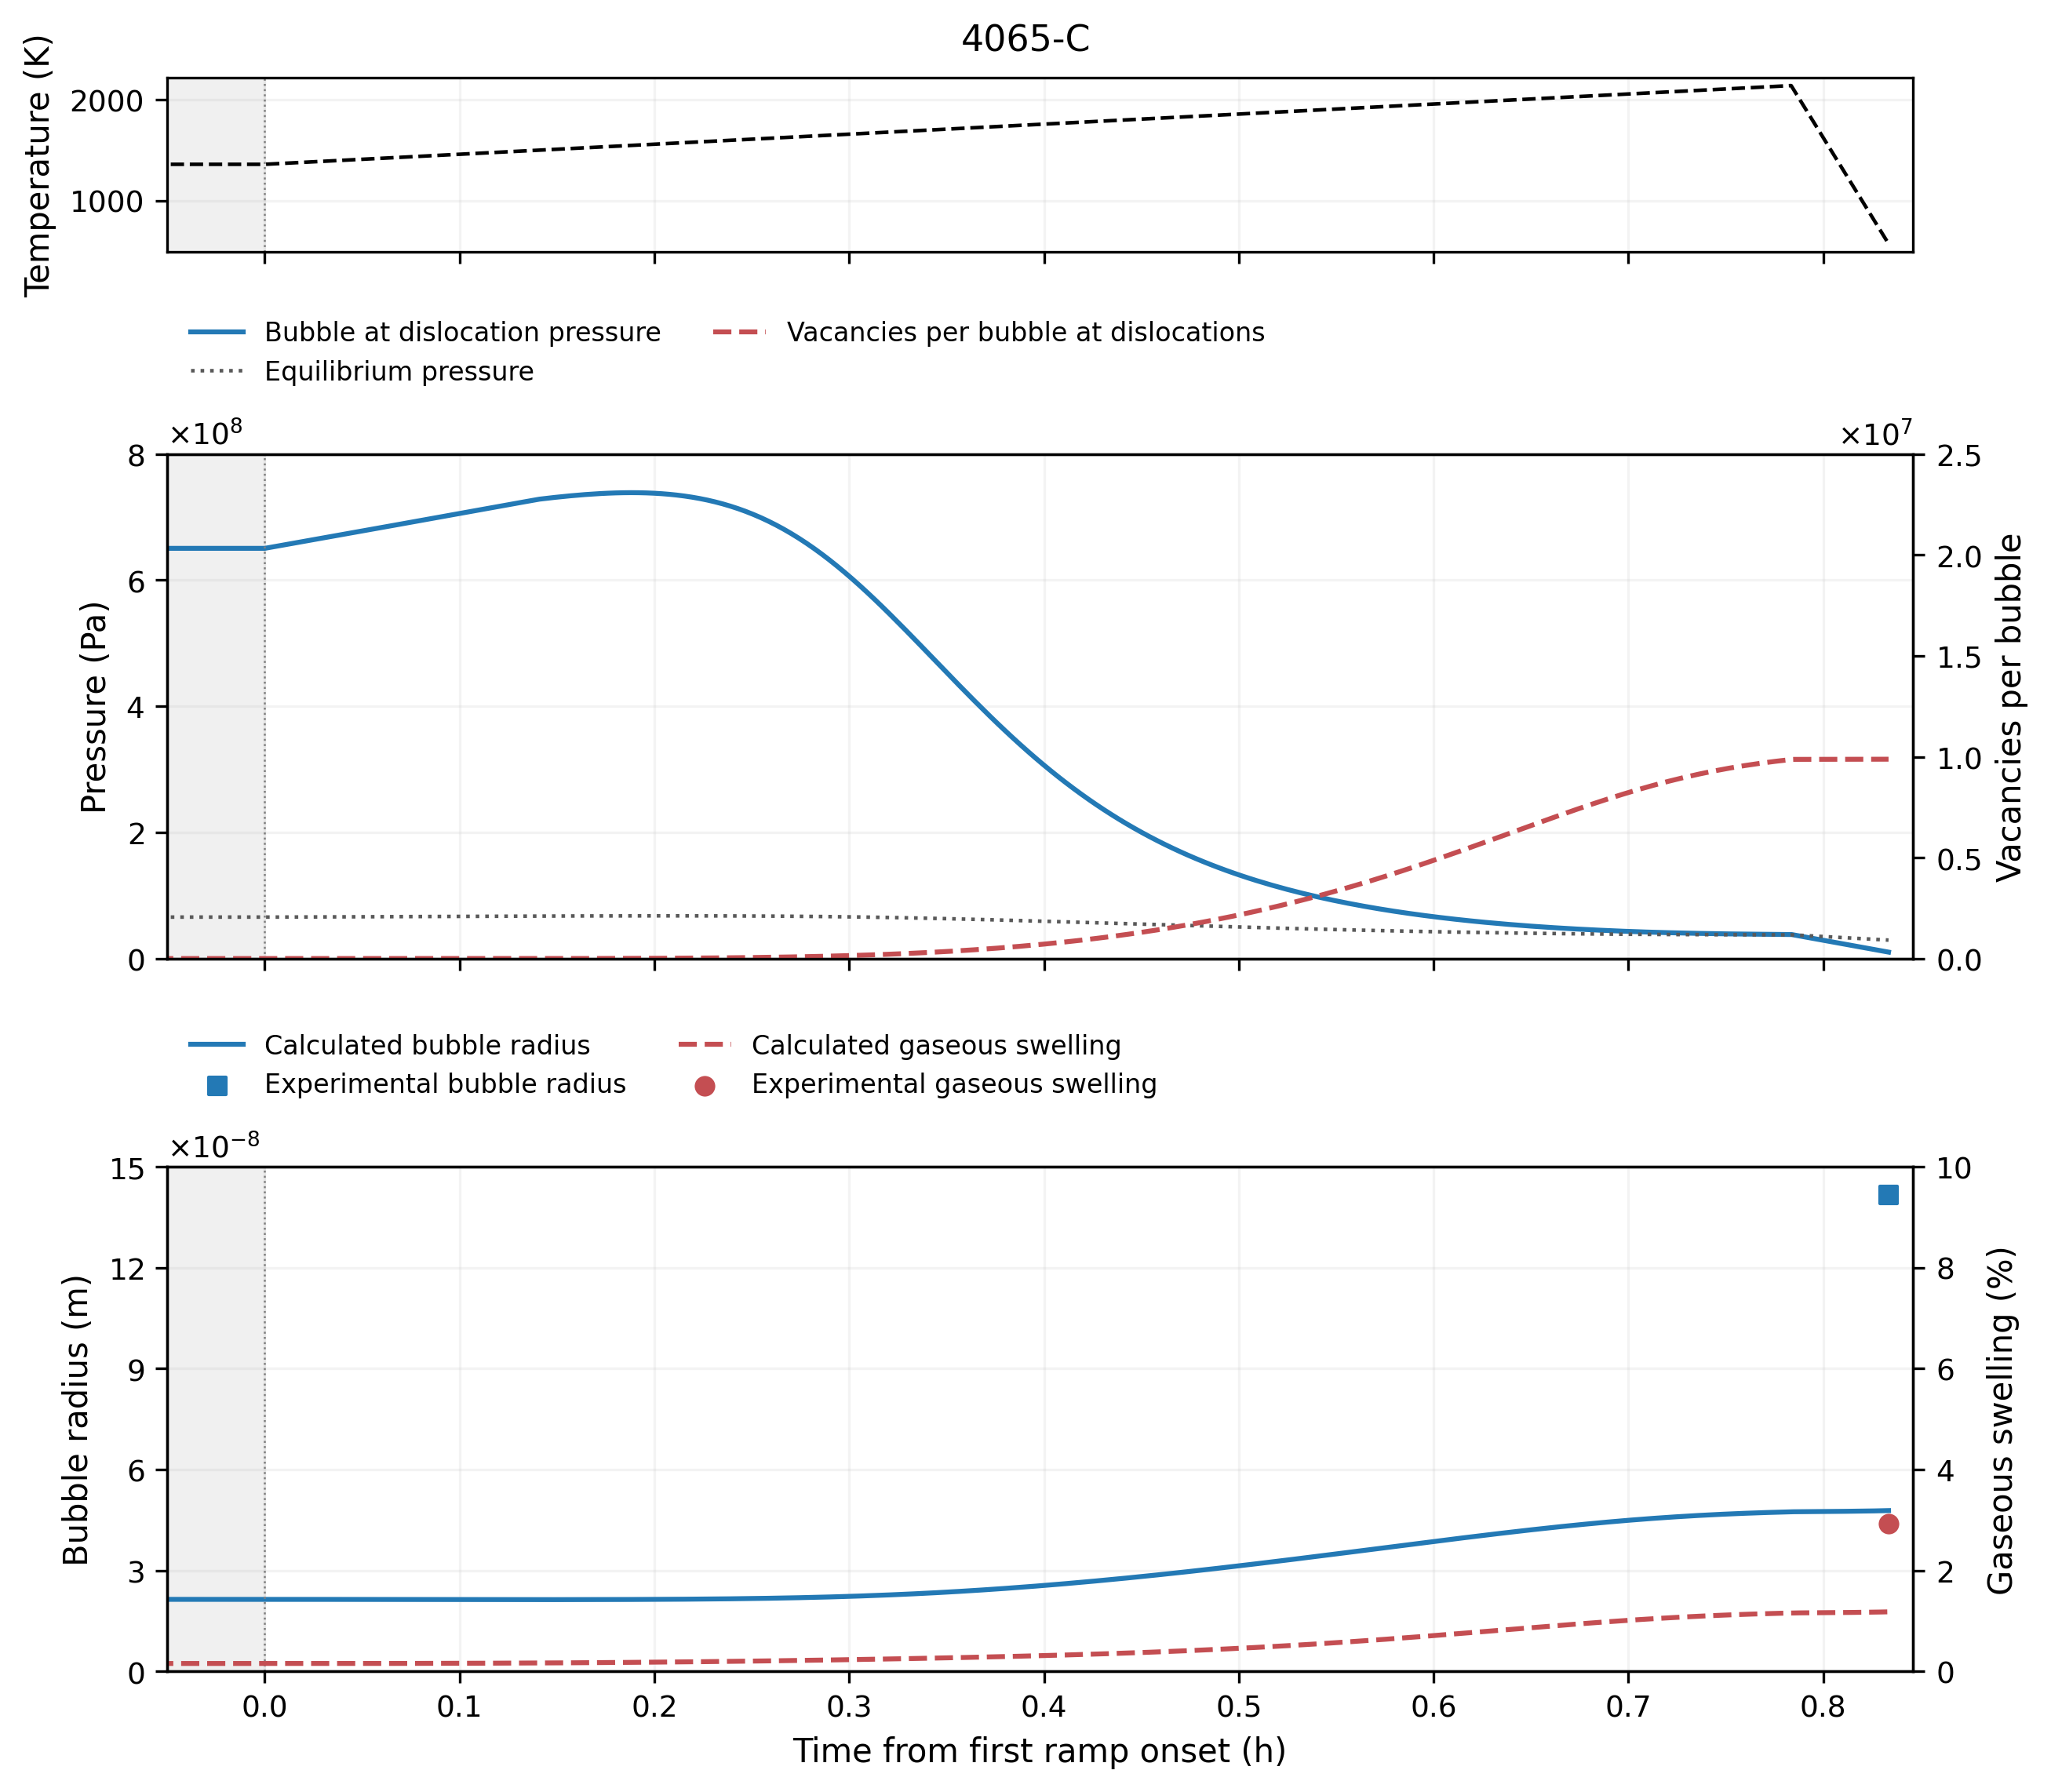 4065-C
Temperature (K)
2000
1000
Bubble at dislocation pressure
Vacancies per bubble at dislocations
Equilibrium pressure
×10⁸
×10⁷
Pressure (Pa)
8
6
4
2
0
2.5
2.0
1.5
1.0
0.5
0.0
Vacancies per bubble
Calculated bubble radius
Calculated gaseous swelling
Experimental bubble radius
Experimental gaseous swelling
×10⁻⁸
Bubble radius (m)
15
12
9
6
3
0
10
8
6
4
2
0
Gaseous swelling (%)
0.0 0.1 0.2 0.3 0.4 0.5 0.6 0.7 0.8
Time from first ramp onset (h)